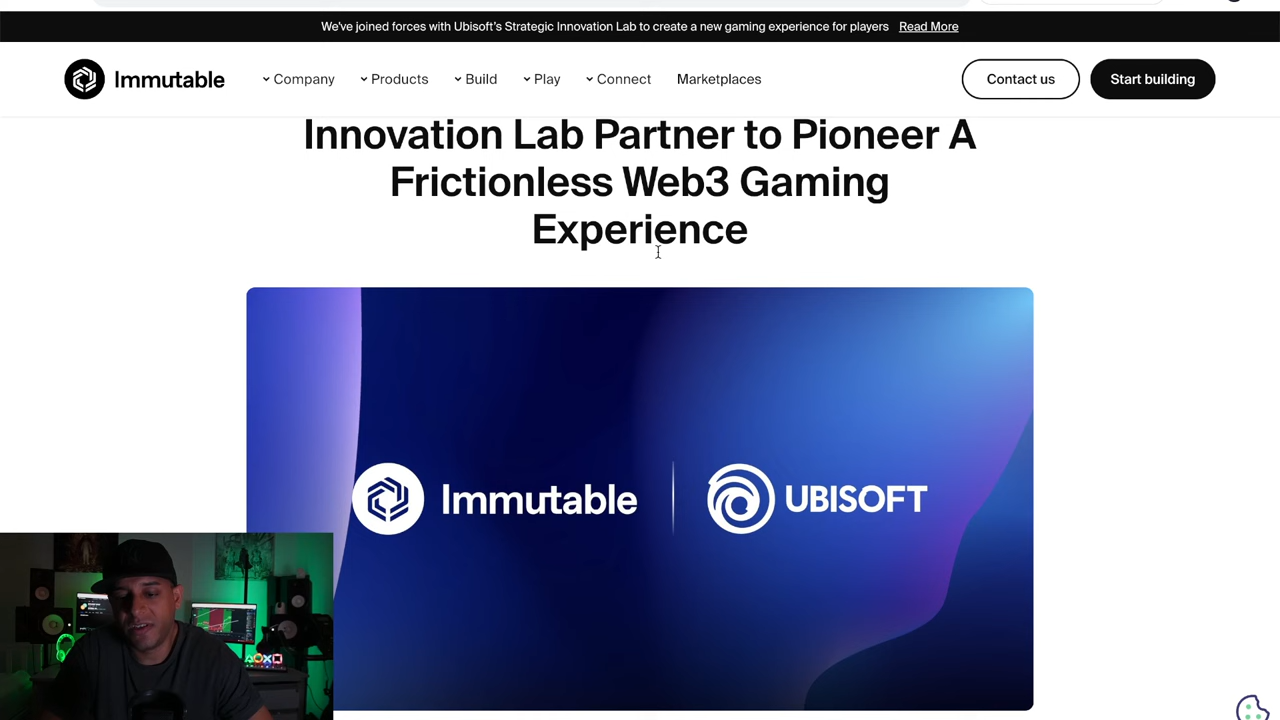 We've joined forces with Ubisoft's Strategic Innovation Lab to create a new gaming experience for players Read More
Immutable
Company
Products
Build
Play
Connect
Marketplaces
Contact us
Start building
Innovation Lab Partner to Pioneer A
Frictionless Web3 Gaming
Experience
Immutable
UBISOFT